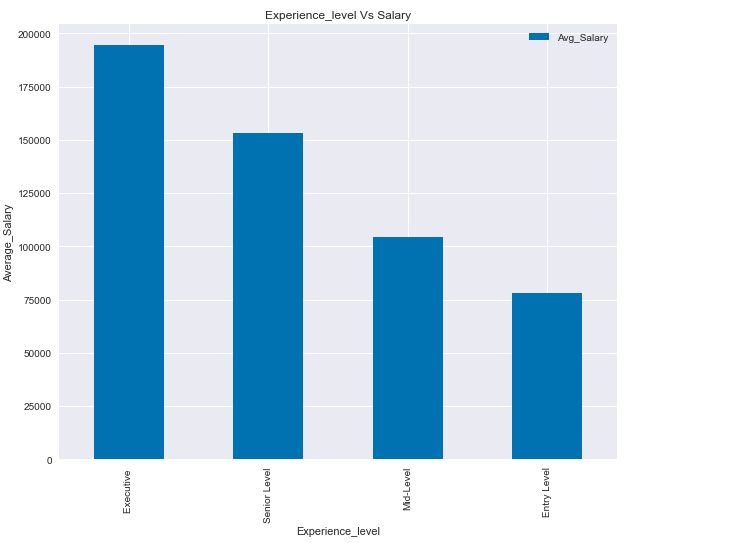 Experience_level Vs Salary
Avg_Salary
200000
175000
150000
125000
100000
75000
50000
25000
0
Average_Salary
Executive
Senior Level
Mid-Level
Entry Level
Experience_level